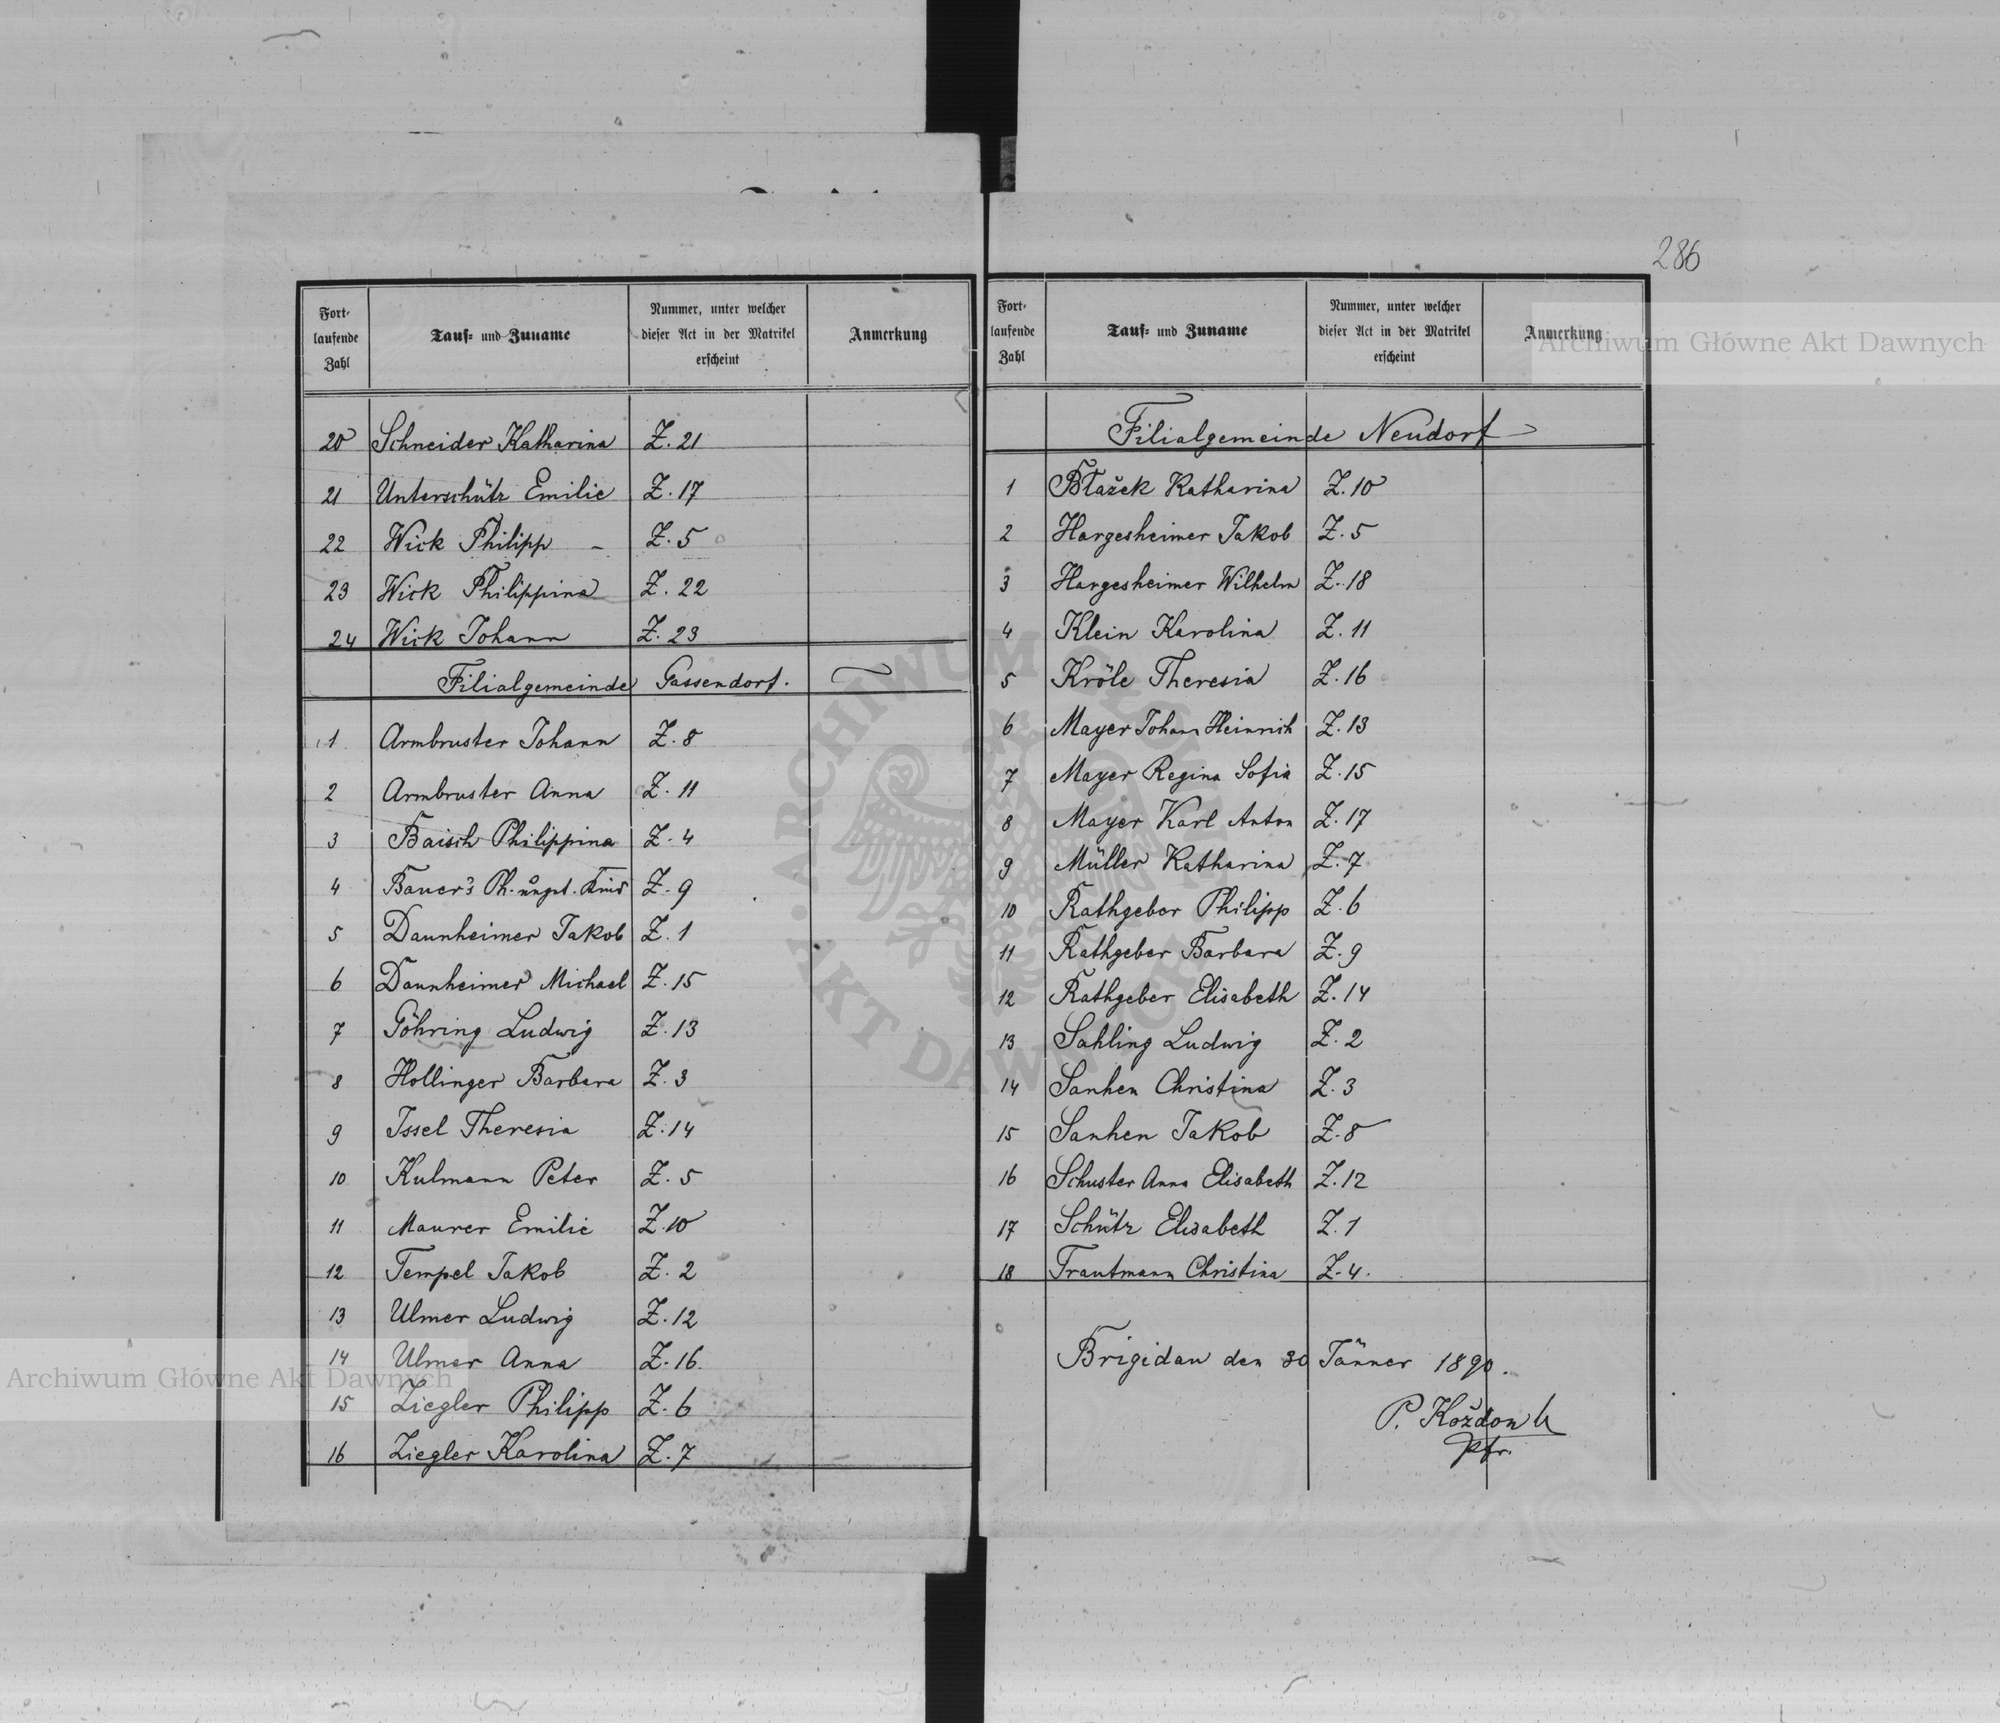 286
Fort-
laufende
Zahl
Tauf- und Zuname
Nummer, unter welcher
dieser Act in der Matrikel
erscheint
Anmerkung
20 Schneider Katharina Z. 21
21 Unterschütz Emilie Z. 17
22 Wick Philipp – Z. 5
23 Wick Philippina Z. 22
24 Wick Johann Z. 23
Filialgemeinde Gassendorf.
1 Armbruster Johann Z. 8
2 Armbruster Anna Z. 11
3 Baisch Philippina Z. 4
4 Bauer's Ph. ungt. Kind Z. 9
5 Daunheimer Jakob Z. 1
6 Daunheimer Michael Z. 15
7 Göhring Ludwig Z. 13
8 Hollinger Barbara Z. 3
9 Issel Theresia Z. 14
10 Kulmann Peter Z. 5
11 Maurer Emilie Z. 10
12 Tempel Jakob Z. 2
13 Ulmer Ludwig Z. 12
14 Ulmer Anna Z. 16.
15 Ziegler Philipp Z. 6
16 Ziegler Karolina Z. 7
Fort-
laufende
Zahl
Tauf- und Zuname
Nummer, unter welcher
dieser Act in der Matrikel
erscheint
Anmerkung
Filialgemeinde Neudorf
1 Błažek Katharina Z. 10
2 Hargesheimer Jakob Z. 5
3 Hargesheimer Wilhelm Z. 18
4 Klein Karolina Z. 11
5 Kröle Theresia Z. 16
6 Mayer Johann Heinrich Z. 13
7 Mayer Regina Sofia Z. 15
8 Mayer Karl Anton Z. 17
9 Müller Katharina Z. 7
10 Rathgeber Philipp Z. 6
11 Rathgeber Barbara Z. 9
12 Rathgeber Elisabeth Z. 14
13 Sahling Ludwig Z. 2
14 Sanhen Christina Z. 3
15 Sanhen Jakob Z. 8
16 Schuster Anna Elisabeth Z. 12
17 Schütz Elisabeth Z. 1
18 Trautmann Christina Z. 4.
Brigidau den 30 Jänner 1890.
P. Koždon
Pfr.
Archiwum Główne Akt Dawnych
Archiwum Główne Akt Dawnych
ARCHIWUM GŁÓWNE
AKT DAWNYCH